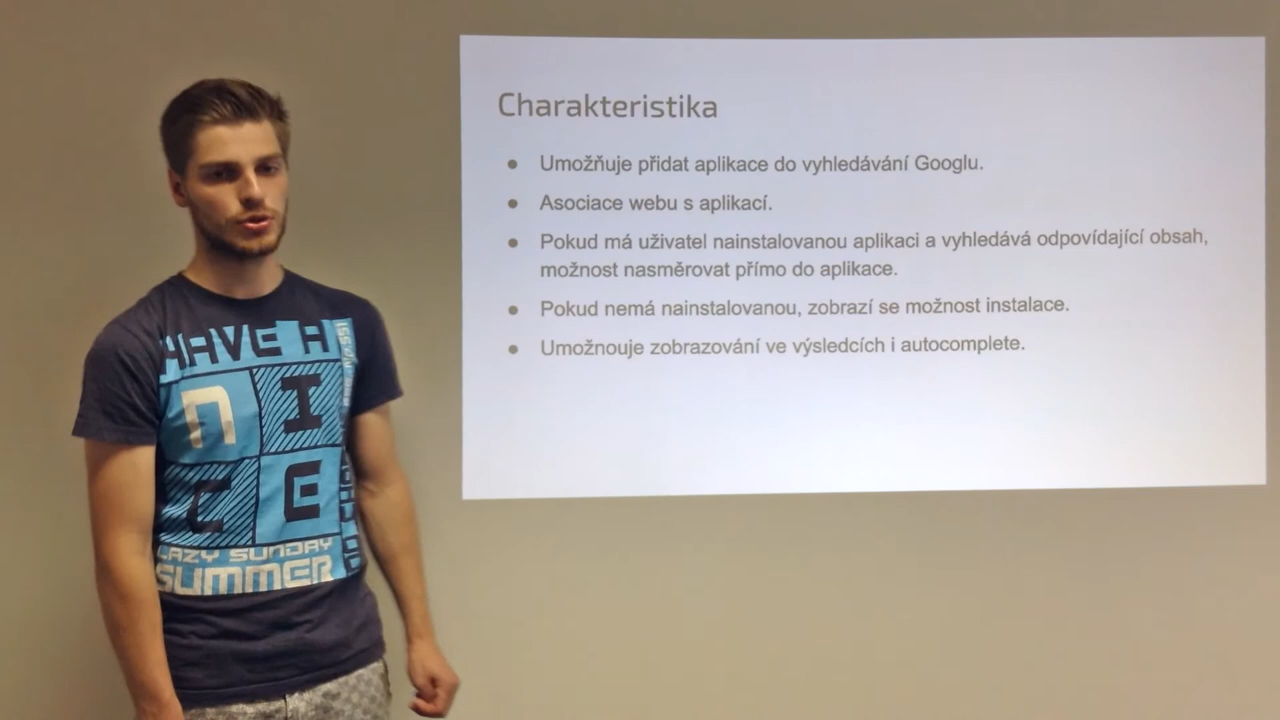 Charakteristika
● Umožňuje přidat aplikace do vyhledávání Googlu.
● Asociace webu s aplikací.
● Pokud má uživatel nainstalovanou aplikaci a vyhledává odpovídající obsah,
možnost nasměrovat přímo do aplikace.
● Pokud nemá nainstalovanou, zobrazí se možnost instalace.
● Umožnouje zobrazování ve výsledcích i autocomplete.
HAVE A
N I
C E
LAZY SUNDAY
SUMMER